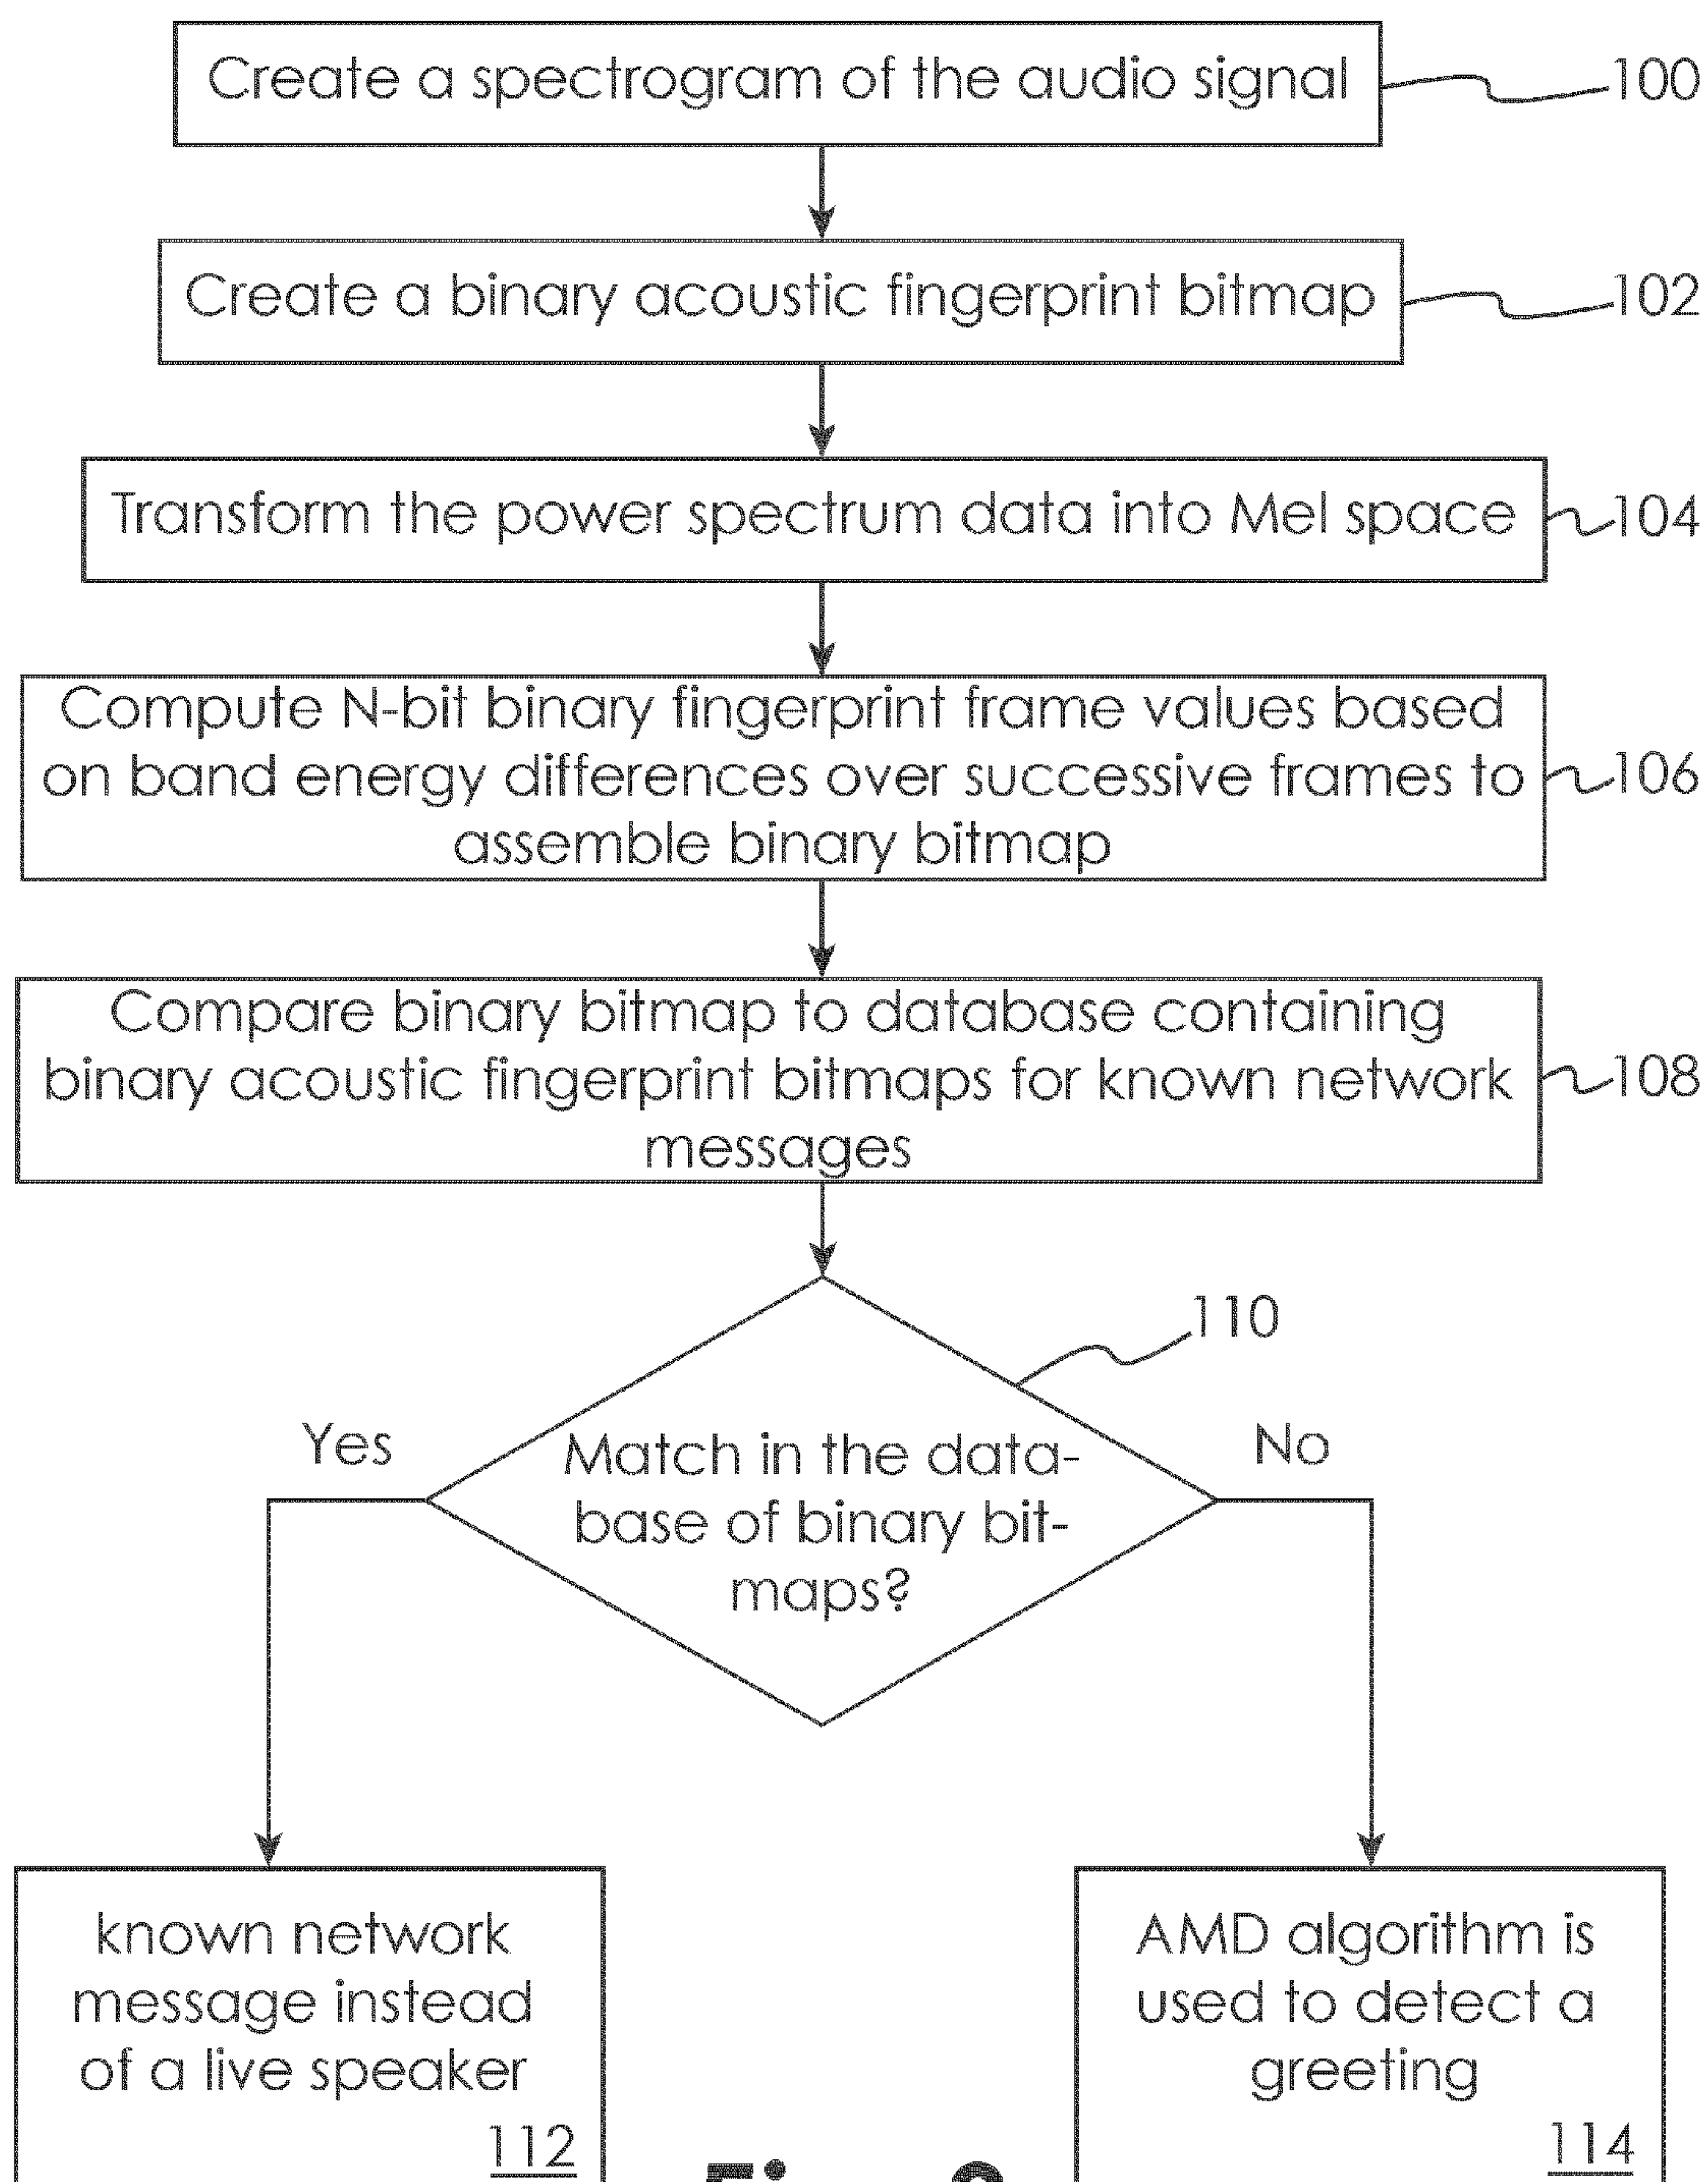 Create a spectrogram of the audio signal
100
Create a binary acoustic fingerprint bitmap
102
Transform the power spectrum data into Mel space
104
Compute N-bit binary fingerprint frame values based
on band energy differences over successive frames to
assemble binary bitmap
106
Compare binary bitmap to database containing
binary acoustic fingerprint bitmaps for known network
messages
108
110
Yes
No
Match in the data-
base of binary bit-
maps?
known network
message instead
of a live speaker
112
AMD algorithm is
used to detect a
greeting
114